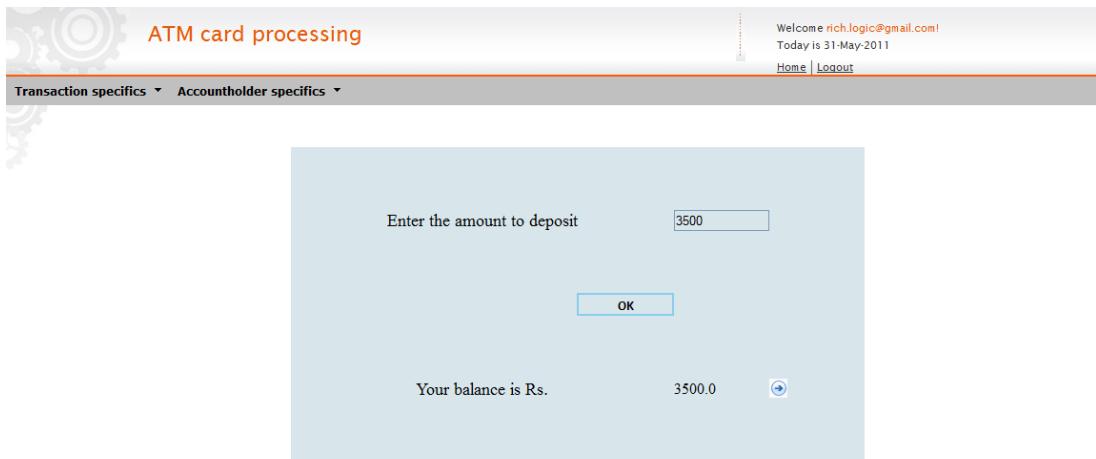 ATM card processing
Welcome rich.logic@gmail.com!
Today is 31-May-2011
Home | Logout
Transaction specifics Accountholder specifics
Enter the amount to deposit 3500
OK
Your balance is Rs. 3500.0